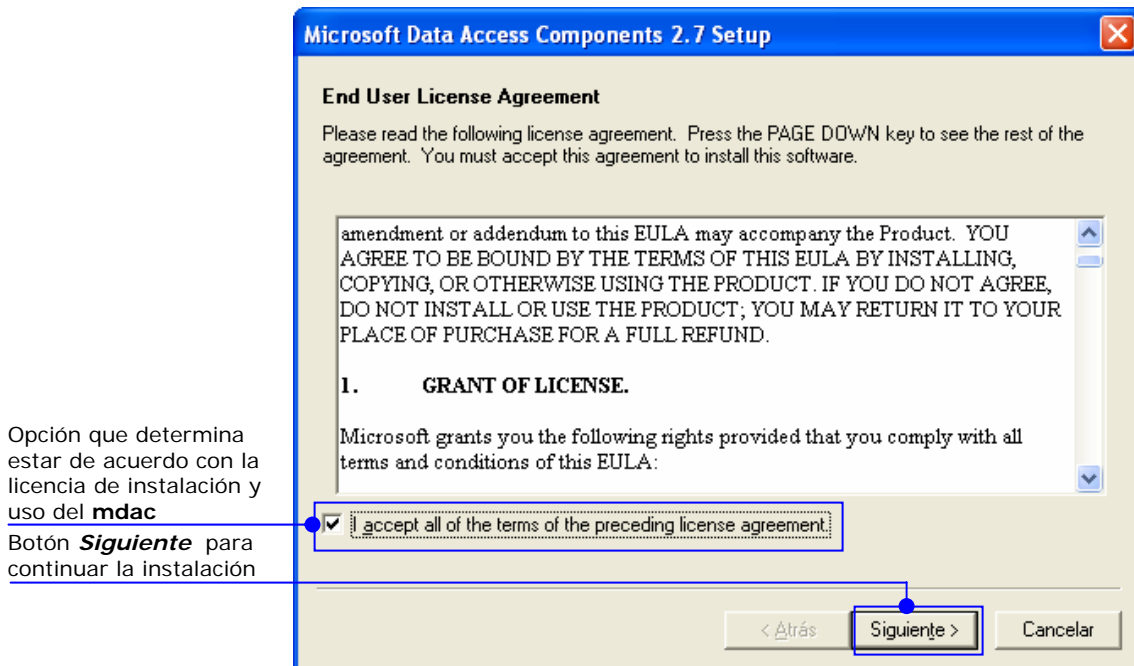 Microsoft Data Access Components 2.7 Setup
End User License Agreement
Please read the following license agreement. Press the PAGE DOWN key to see the rest of the
agreement. You must accept this agreement to install this software.
amendment or addendum to this EULA may accompany the Product. YOU
AGREE TO BE BOUND BY THE TERMS OF THIS EULA BY INSTALLING,
COPYING, OR OTHERWISE USING THE PRODUCT. IF YOU DO NOT AGREE,
DO NOT INSTALL OR USE THE PRODUCT; YOU MAY RETURN IT TO YOUR
PLACE OF PURCHASE FOR A FULL REFUND.
1. GRANT OF LICENSE.
Microsoft grants you the following rights provided that you comply with all
terms and conditions of this EULA:
Opción que determina
estar de acuerdo con la
licencia de instalación y
uso del mdac
I accept all of the terms of the preceding license agreement.
Botón Siguiente para
continuar la instalación
< Atrás
Siguiente >
Cancelar